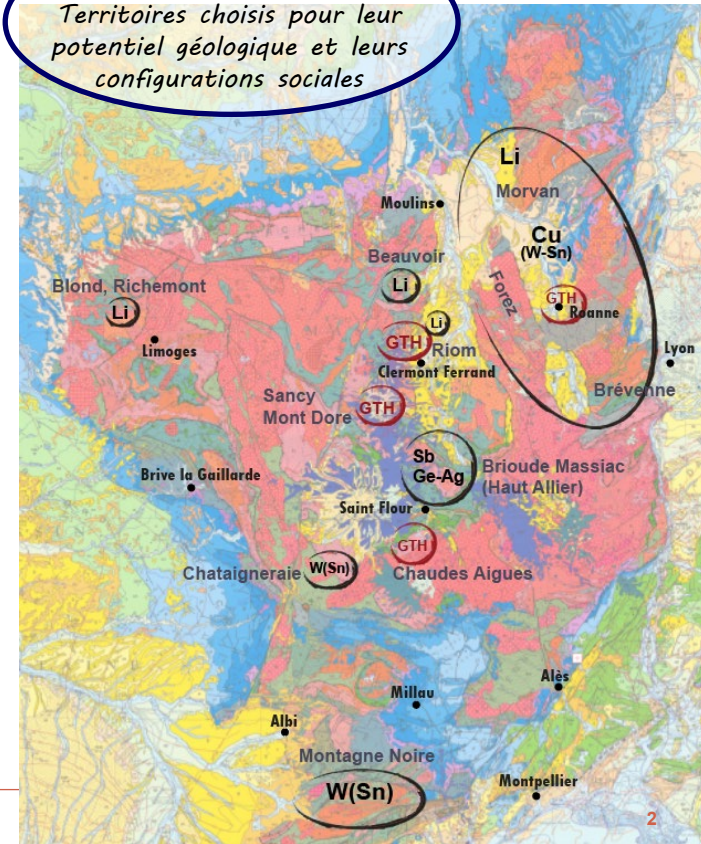 Territoires choisis pour leur
potentiel géologique et leurs
configurations sociales
Li
Morvan
Moulins
Cu
(W-Sn)
Beauvoir
Li
Blond, Richemont
Li
Forez
GTH
Roanne
Li
Limoges
GTH
Riom
Lyon
Clermont Ferrand
Brévenne
Sancy
Mont Dore
GTH
Sb
Ge-Ag
Brioude Massiac
(Haut Allier)
Brive la Gaillarde
Saint Flour
GTH
Chataigneraie
W(Sn)
Chaudes Aigues
Alès
Millau
Albi
Montagne Noire
Montpellier
W(Sn)
2